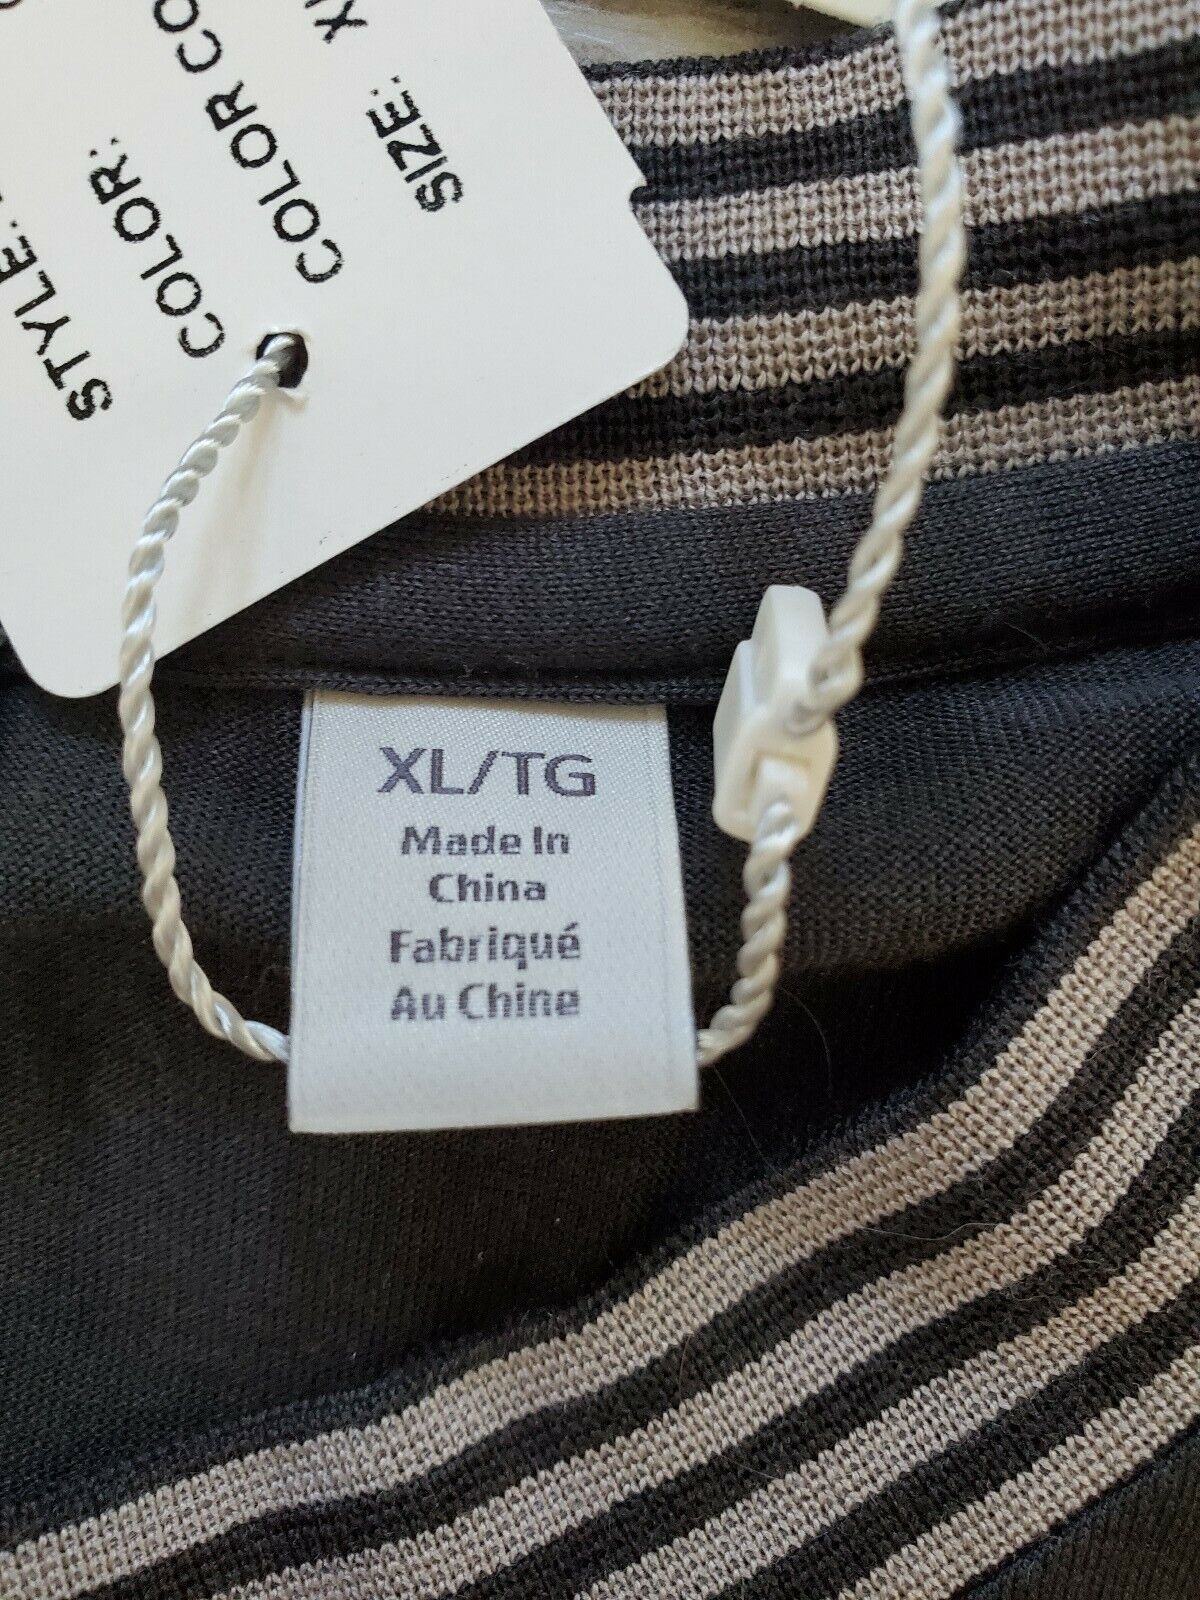 STYLE:
COLOR:
COLOR CO
SIZE: X
XL/TG
Made In
China
Fabriqué
Au Chine